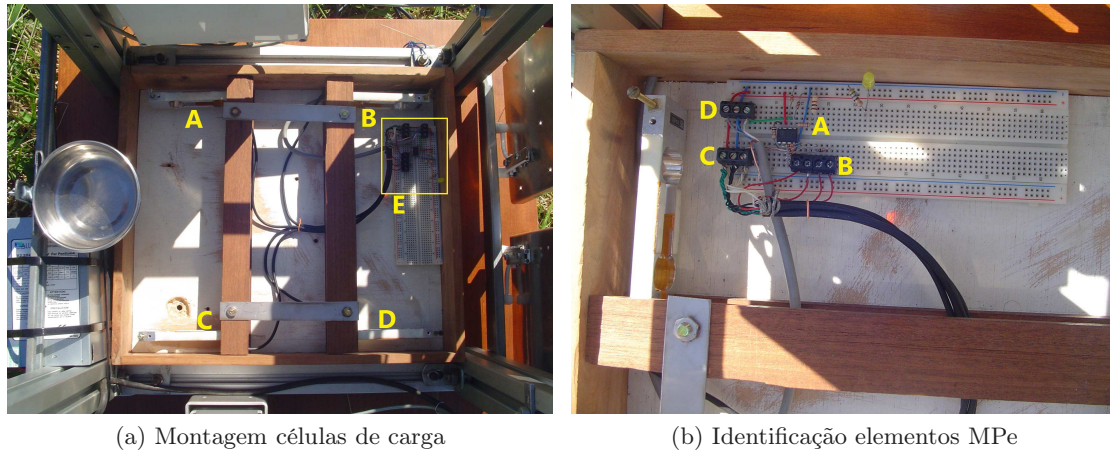 A
B
E
C
D
D
A
C
B
(a) Montagem células de carga
(b) Identificação elementos MPe